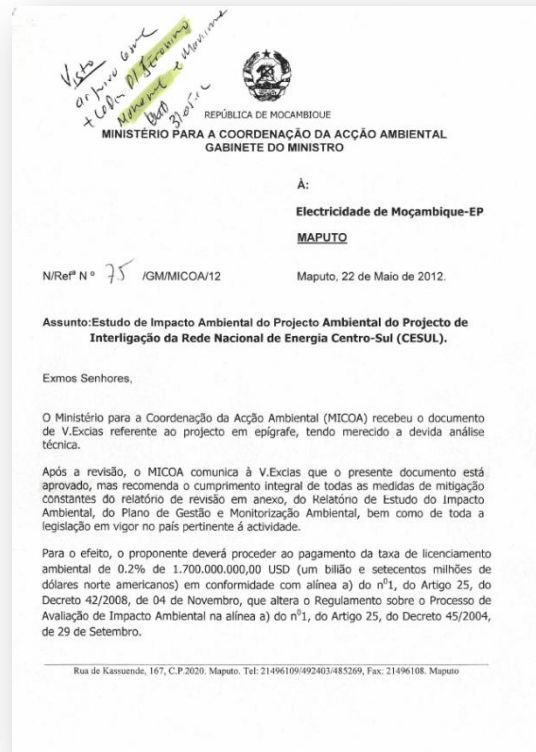 Visto
arquivo
+ copia p/ Jeronimo
31.05.12
REPÚBLICA DE MOCAMBIQUE
MINISTÉRIO PARA A COORDENAÇÃO DA ACÇÃO AMBIENTAL
GABINETE DO MINISTRO
À:
Electricidade de Moçambique-EP
MAPUTO
N/Refª N º 75 /GM/MICOA/12 Maputo, 22 de Maio de 2012.
Assunto:Estudo de Impacto Ambiental do Projecto Ambiental do Projecto de
Interligação da Rede Nacional de Energia Centro-Sul (CESUL).
Exmos Senhores,
O Ministério para a Coordenação da Acção Ambiental (MICOA) recebeu o documento
de V.Excias referente ao projecto em epígrafe, tendo merecido a devida análise
técnica.
Após a revisão, o MICOA comunica à V.Excias que o presente documento está
aprovado, mas recomenda o cumprimento integral de todas as medidas de mitigação
constantes do relatório de revisão em anexo, do Relatório de Estudo do Impacto
Ambiental, do Plano de Gestão e Monitorização Ambiental, bem como de toda a
legislação em vigor no país pertinente á actividade.
Para o efeito, o proponente deverá proceder ao pagamento da taxa de licenciamento
ambiental de 0.2% de 1.700.000.000,00 USD (um bilião e setecentos milhões de
dólares norte americanos) em conformidade com alínea a) do nº1, do Artigo 25, do
Decreto 42/2008, de 04 de Novembro, que altera o Regulamento sobre o Processo de
Avaliação de Impacto Ambiental na alínea a) do nº1, do Artigo 25, do Decreto 45/2004,
de 29 de Setembro.
Rua de Kassuende, 167, C.P.2020. Maputo. Tel: 21496109/492403/485269, Fax: 21496108. Maputo